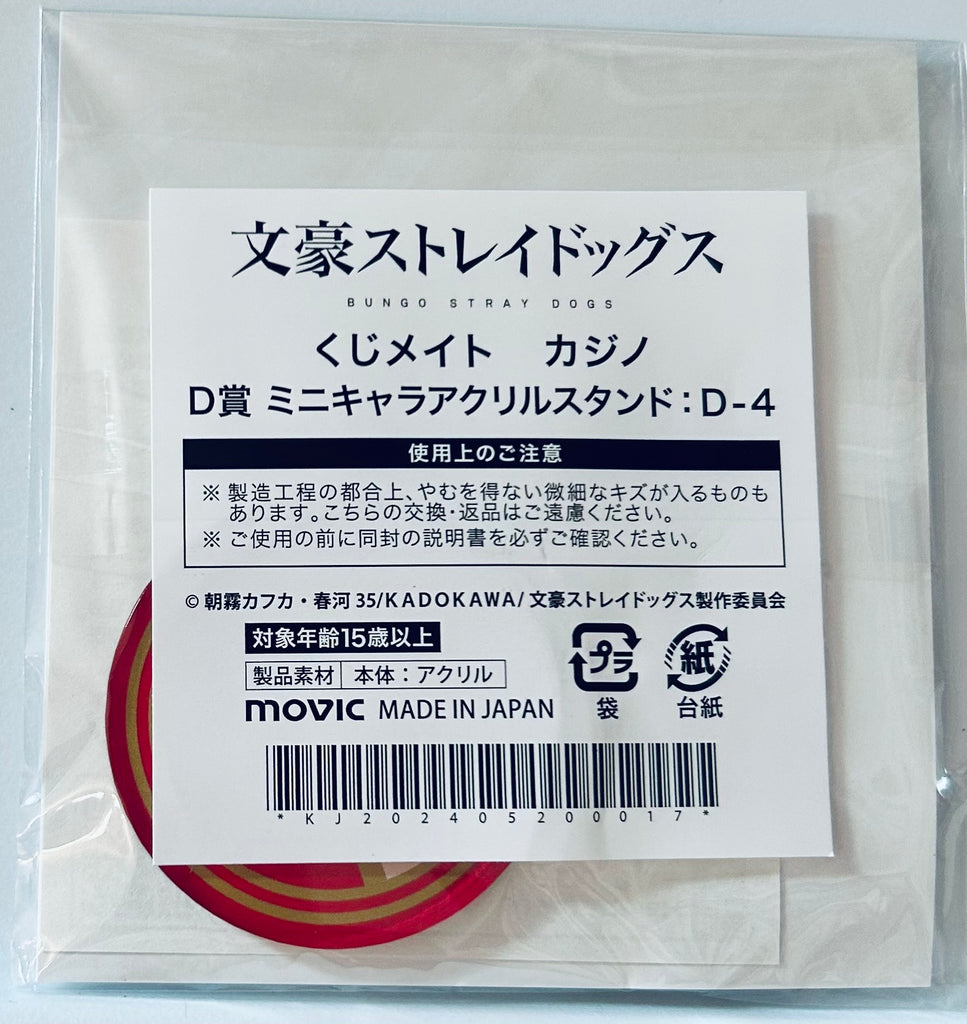 文豪ストレイドッグス
BUNGO STRAY DOGS
くじメイト　カジノ
D賞 ミニキャラアクリルスタンド：D-4
使用上のご注意
※ 製造工程の都合上、やむを得ない微細なキズが入るものも
あります。こちらの交換・返品はご遠慮ください。
※ ご使用の前に同封の説明書を必ずご確認ください。
© 朝霧カフカ・春河 35/KADOKAWA/ 文豪ストレイドッグス製作委員会
対象年齢15歳以上
製品素材 本体：アクリル
プラ 紙
袋 台紙
movic MADE IN JAPAN
*KJ202405200017*